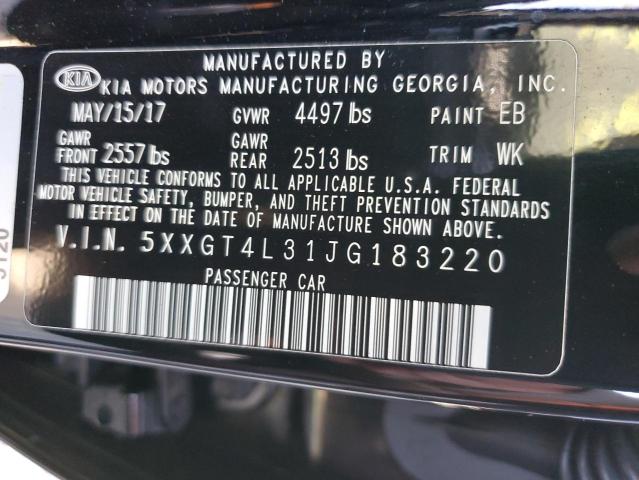 MANUFACTURED BY
KIA KIA MOTORS MANUFACTURING GEORGIA, INC.
MAY/15/17 GVWR 4497 lbs PAINT EB
GAWR FRONT 2557 lbs GAWR REAR 2513 lbs TRIM WK
THIS VEHICLE CONFORMS TO ALL APPLICABLE U.S.A. FEDERAL
MOTOR VEHICLE SAFETY, BUMPER, AND THEFT PREVENTION STANDARDS
IN EFFECT ON THE DATE OF MANUFACTURE SHOWN ABOVE.
V.I.N. 5XXGT4L31JG183220
PASSENGER CAR